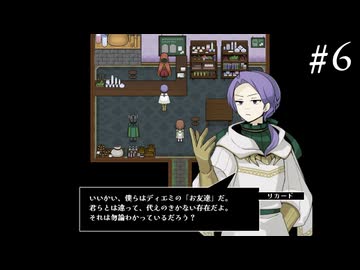 #6
リカード
いいかい、僕らはディエミの「お友達」だ。
君らとは違って、代えのきかない存在だよ。
それは勿論わかっているだろう？